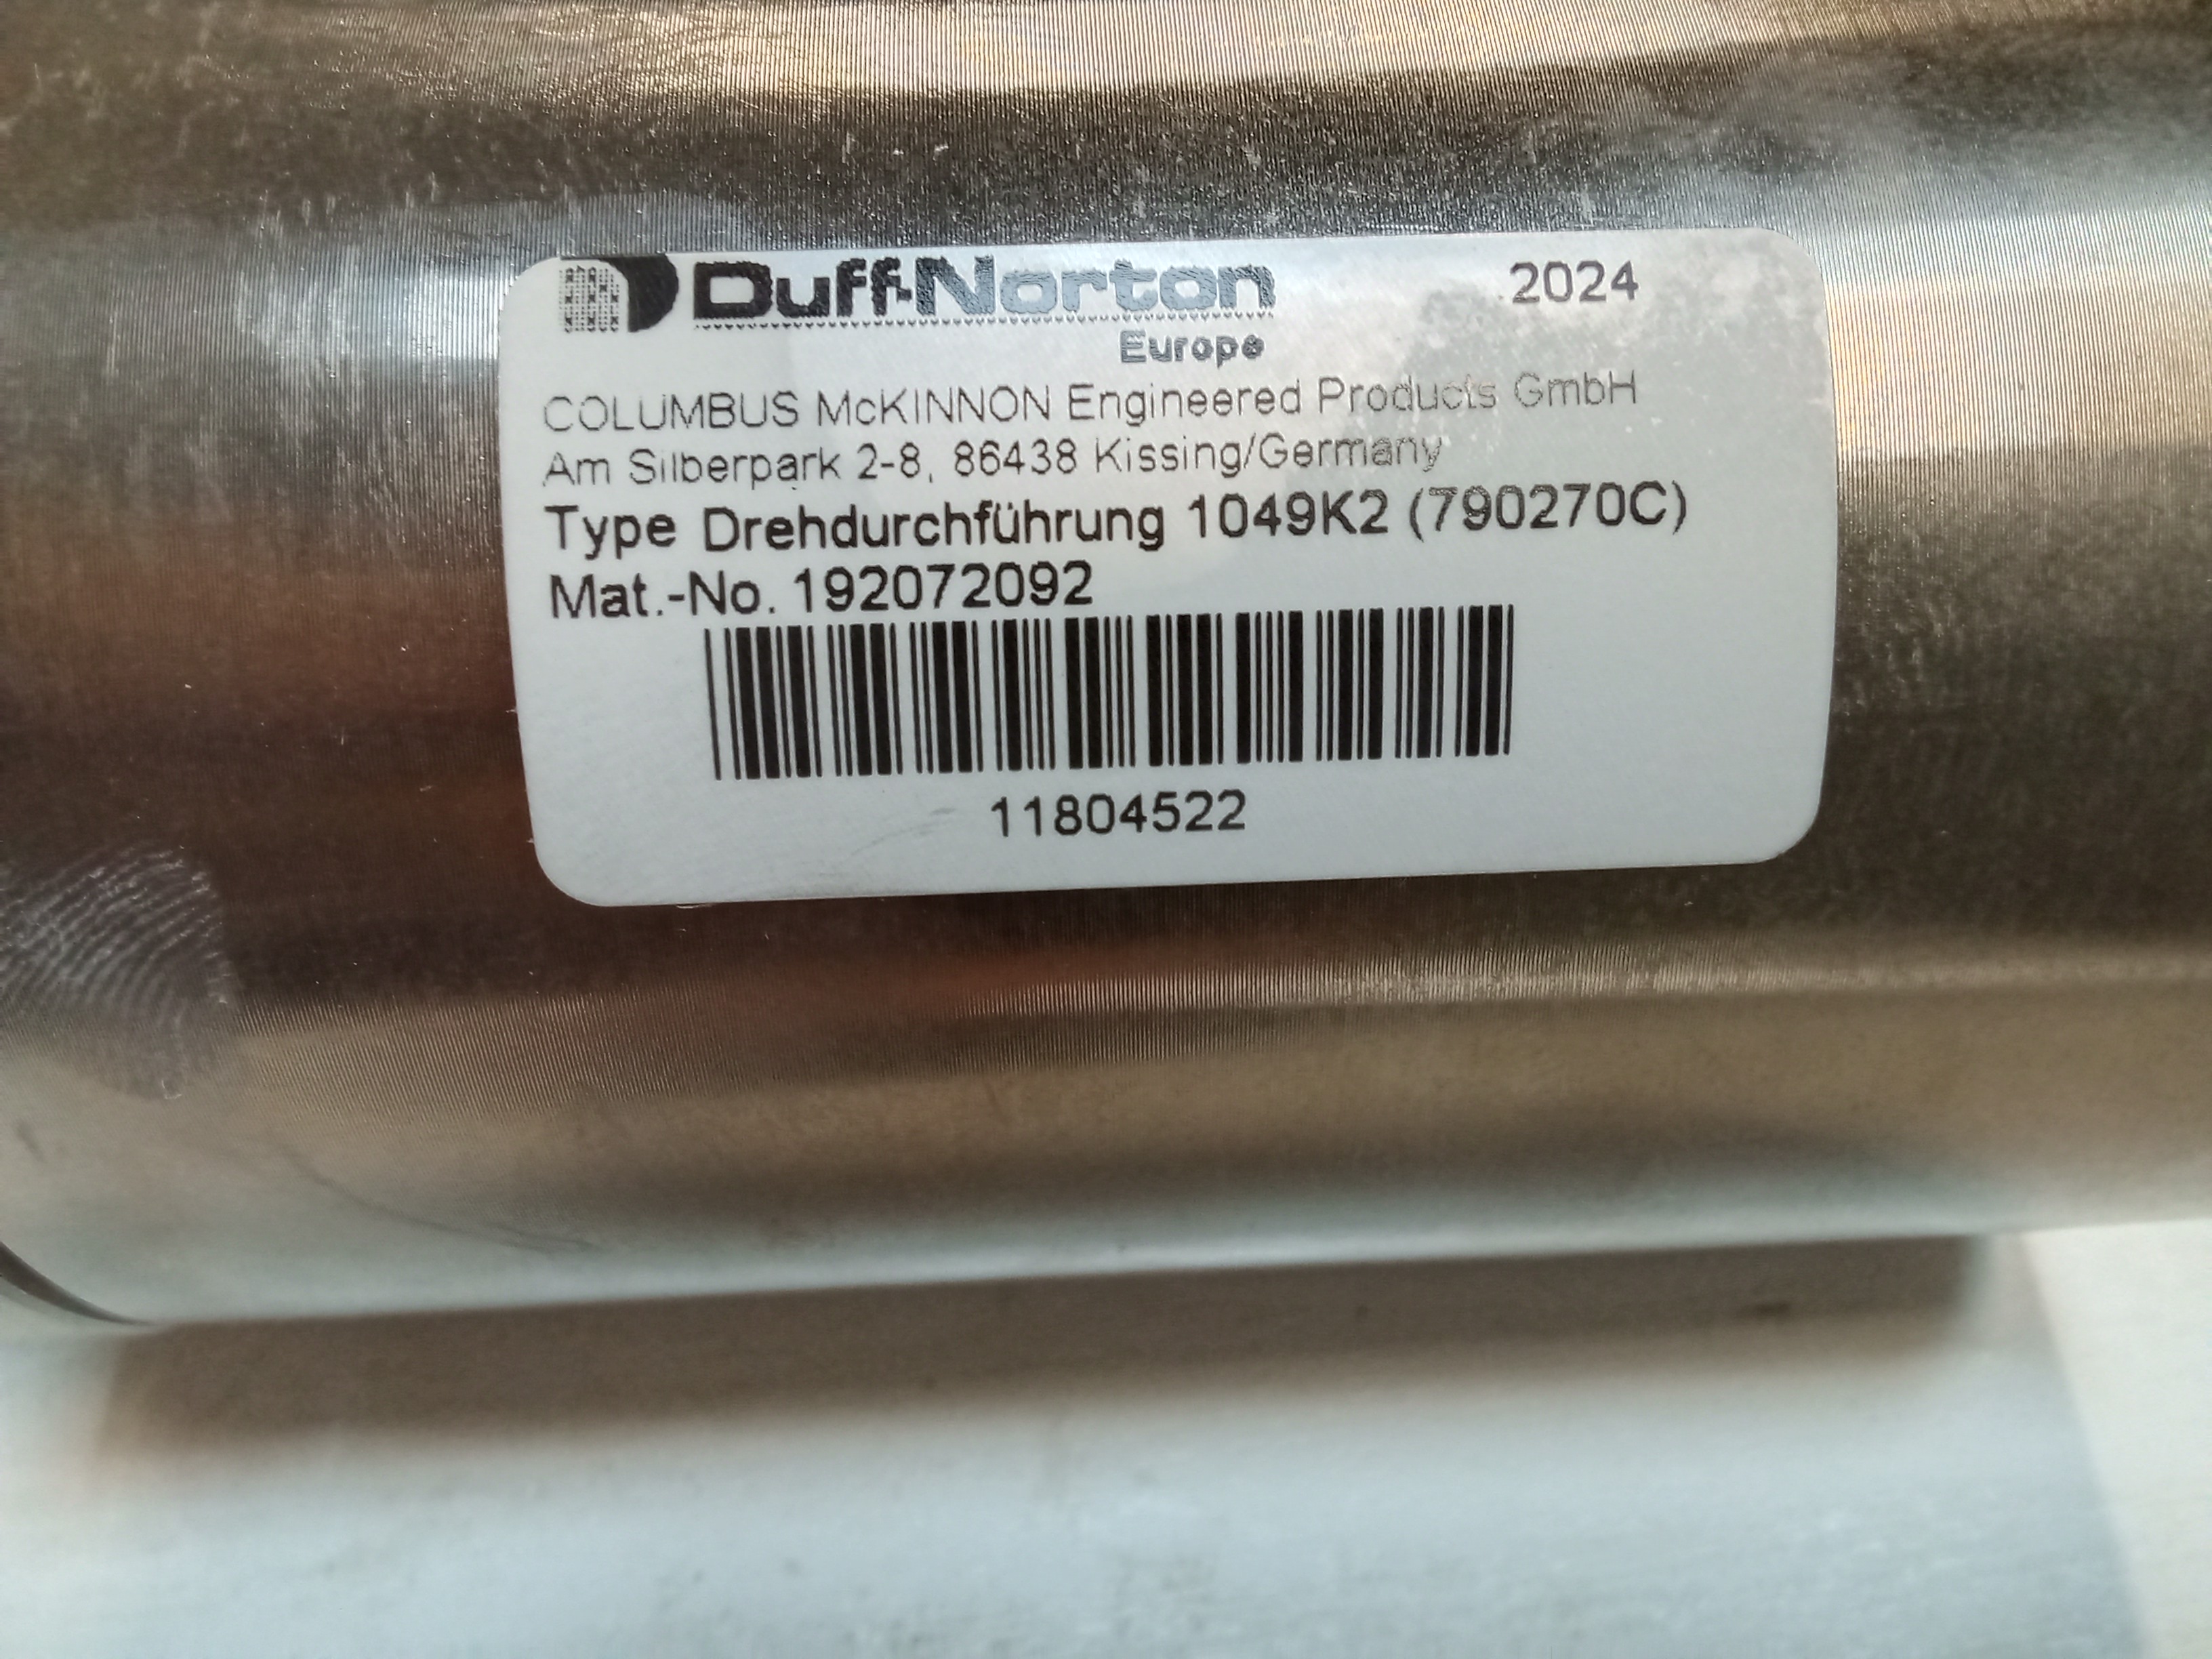 Duff-Norton 2024
Europe
COLUMBUS McKINNON Engineered Products GmbH
Am Silberpark 2-8, 86438 Kissing/Germany
Type Drehdurchführung 1049K2 (790270C)
Mat.-No. 192072092
11804522